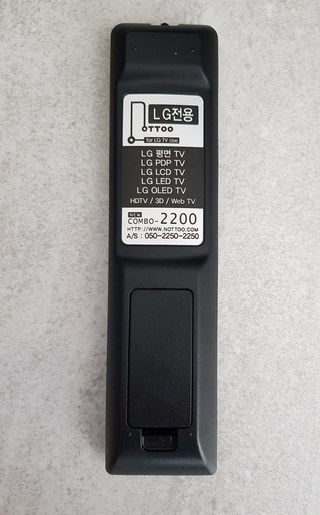 LG전용
OTTOO
for LG TV Use
LG 평면 TV
LG PDP TV
LG LCD TV
LG LED TV
LG OLED TV
HDTV / 3D / Web TV
NEW
COMBO-2200
HTTP://WWW.NOTTOO.COM
A/S : 050-2250-2250